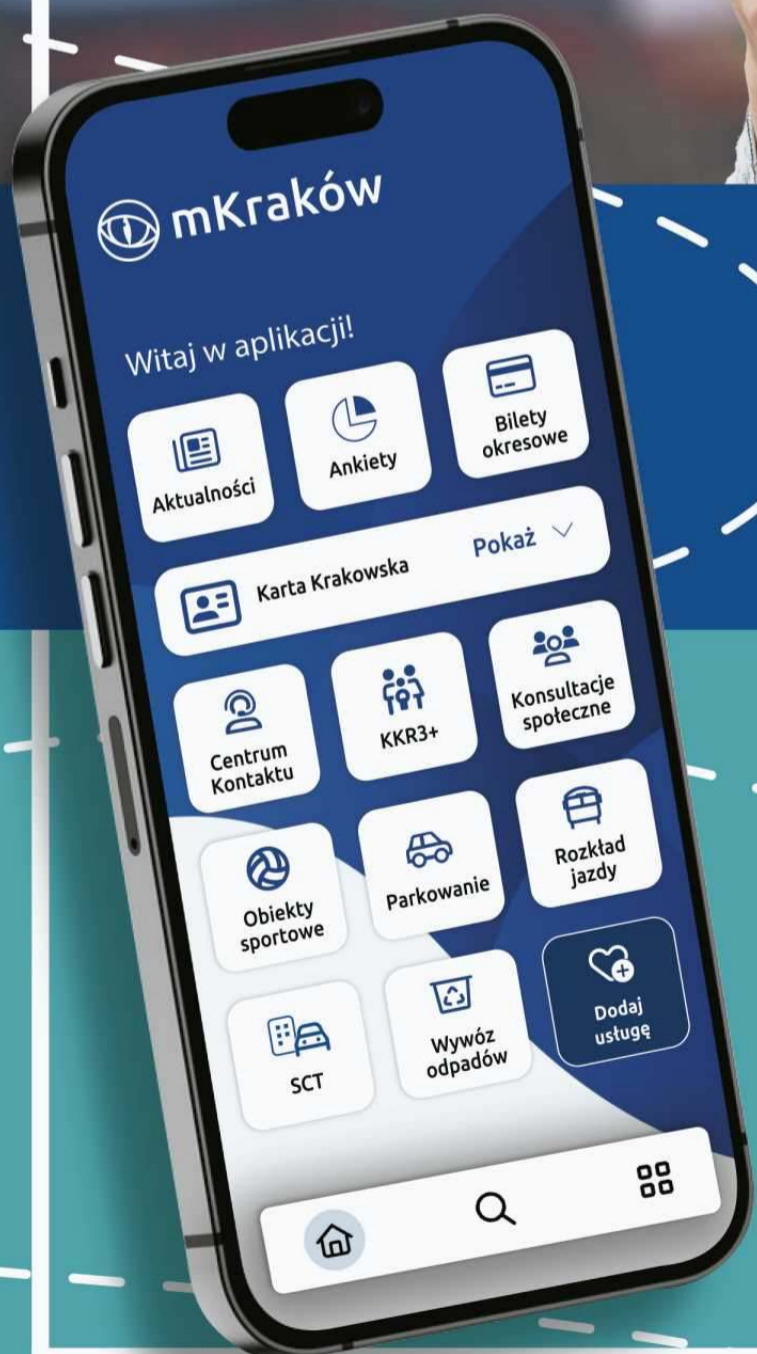 mKraków
Witaj w aplikacji!
Aktualności
Ankiety
Bilety
okresowe
Karta Krakowska
Pokaż
Centrum
Kontaktu
KKR3+
Konsultacje
społeczne
Obiekty
sportowe
Parkowanie
Rozkład
jazdy
SCT
Wywóz
odpadów
Dodaj
usługę